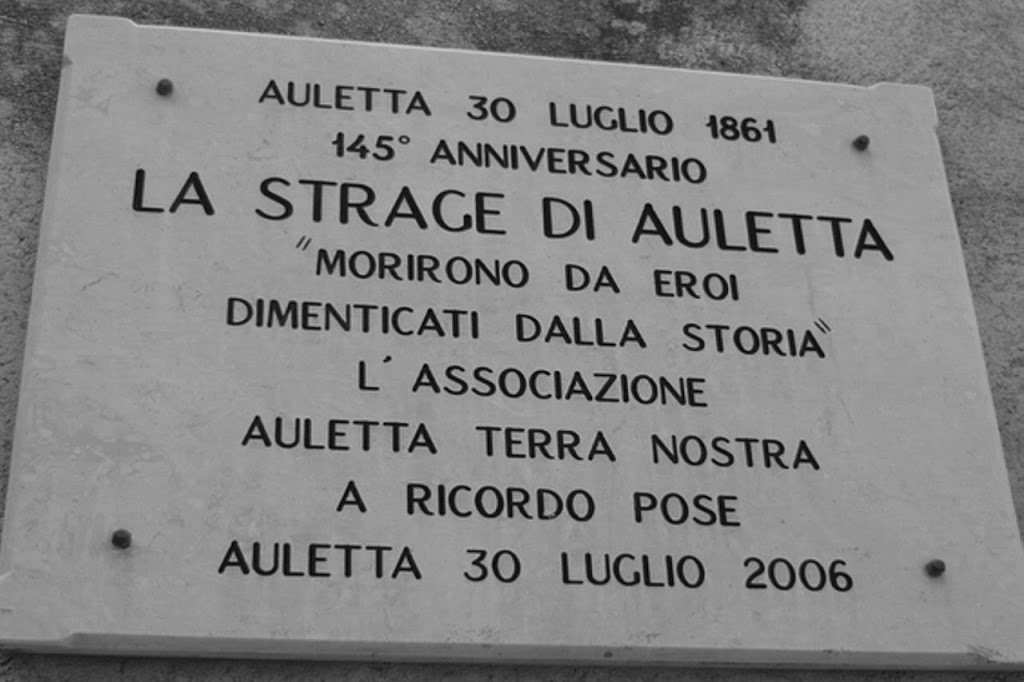 AULETTA 30 LUGLIO 1861
145° ANNIVERSARIO
LA STRAGE DI AULETTA
"MORIRONO DA EROI
DIMENTICATI DALLA STORIA"
L' ASSOCIAZIONE
AULETTA TERRA NOSTRA
A RICORDO POSE
AULETTA 30 LUGLIO 2006